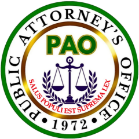 PUBLIC ATTORNEY'S OFFICE
PAO
SALUS POPULI EST SUPREMA LEX
• 1972 •